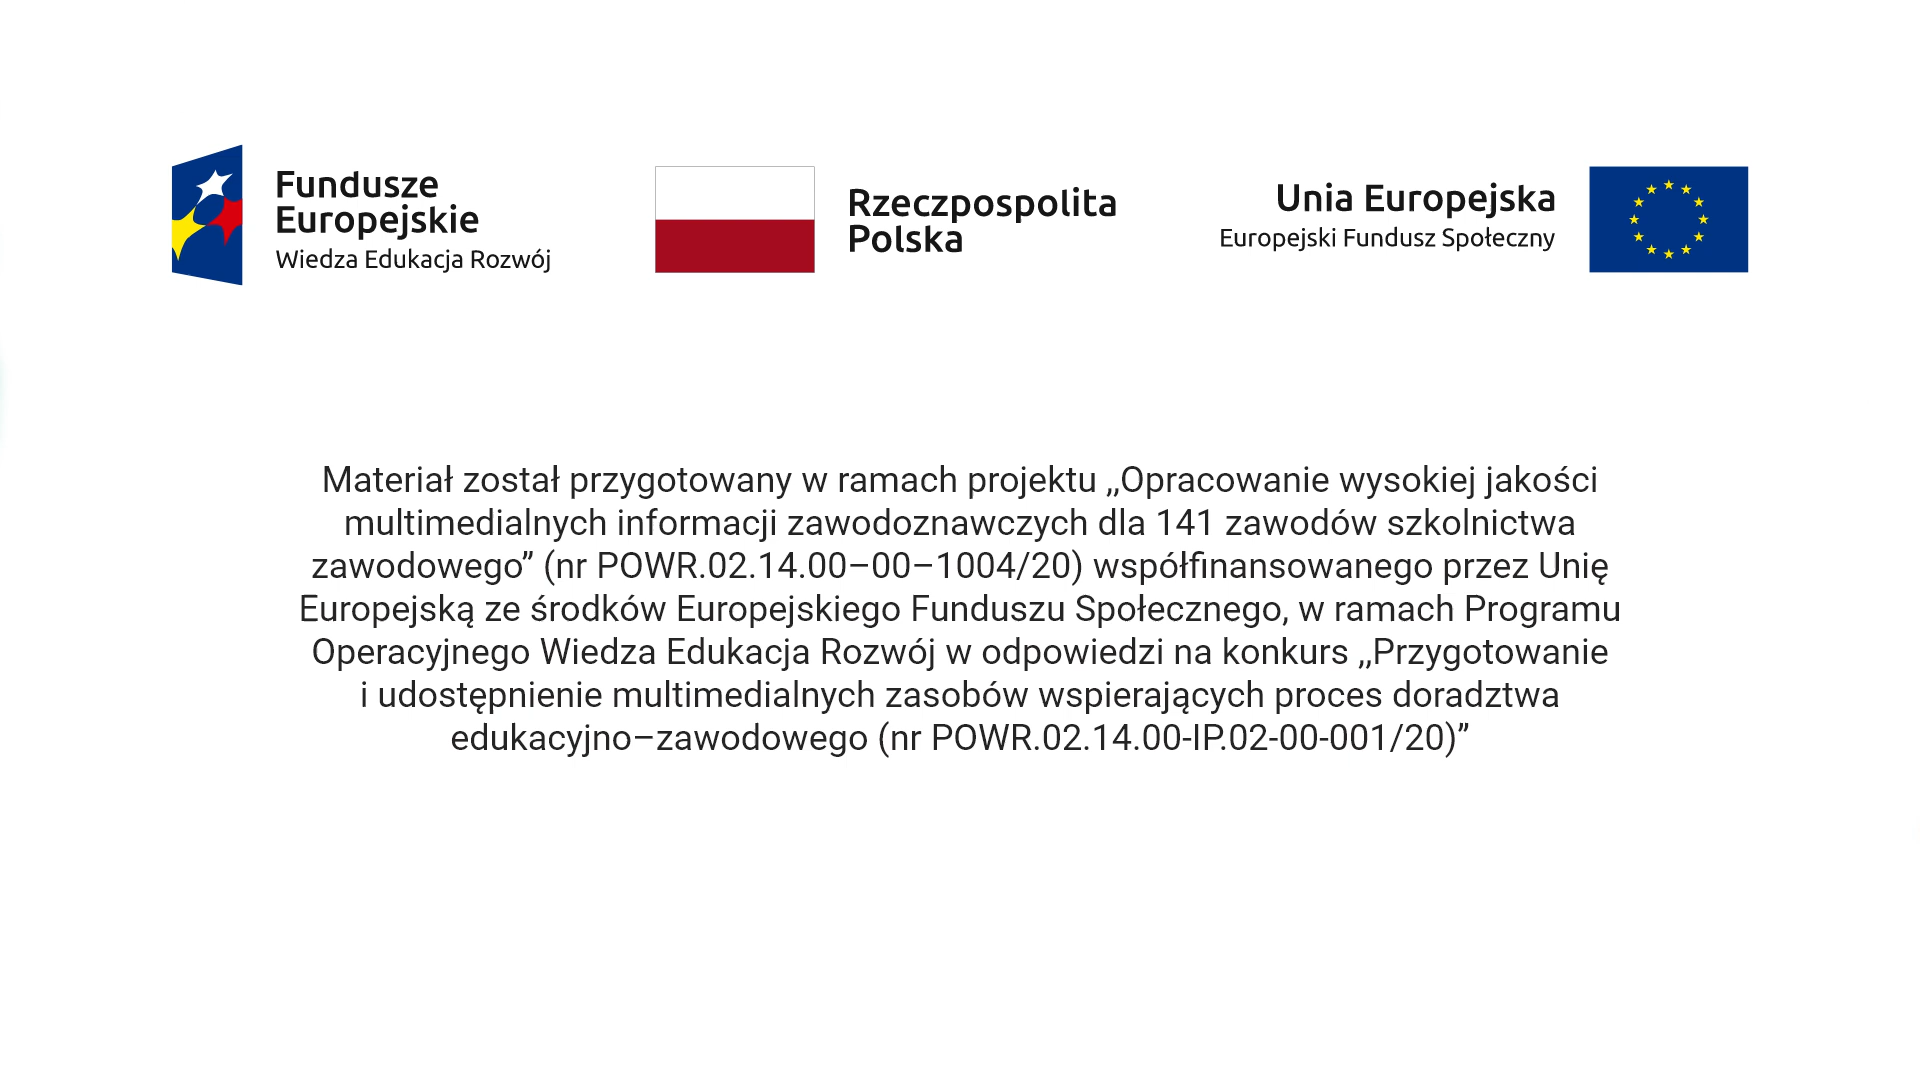 Fundusze
Europejskie
Wiedza Edukacja Rozwój
Rzeczpospolita
Polska
Unia Europejska
Europejski Fundusz Społeczny
Materiał został przygotowany w ramach projektu ,,Opracowanie wysokiej jakości
multimedialnych informacji zawodoznawczych dla 141 zawodów szkolnictwa
zawodowego” (nr POWR.02.14.00–00–1004/20) współfinansowanego przez Unię
Europejską ze środków Europejskiego Funduszu Społecznego, w ramach Programu
Operacyjnego Wiedza Edukacja Rozwój w odpowiedzi na konkurs ,,Przygotowanie
i udostępnienie multimedialnych zasobów wspierających proces doradztwa
edukacyjno–zawodowego (nr POWR.02.14.00-IP.02-00-001/20)”